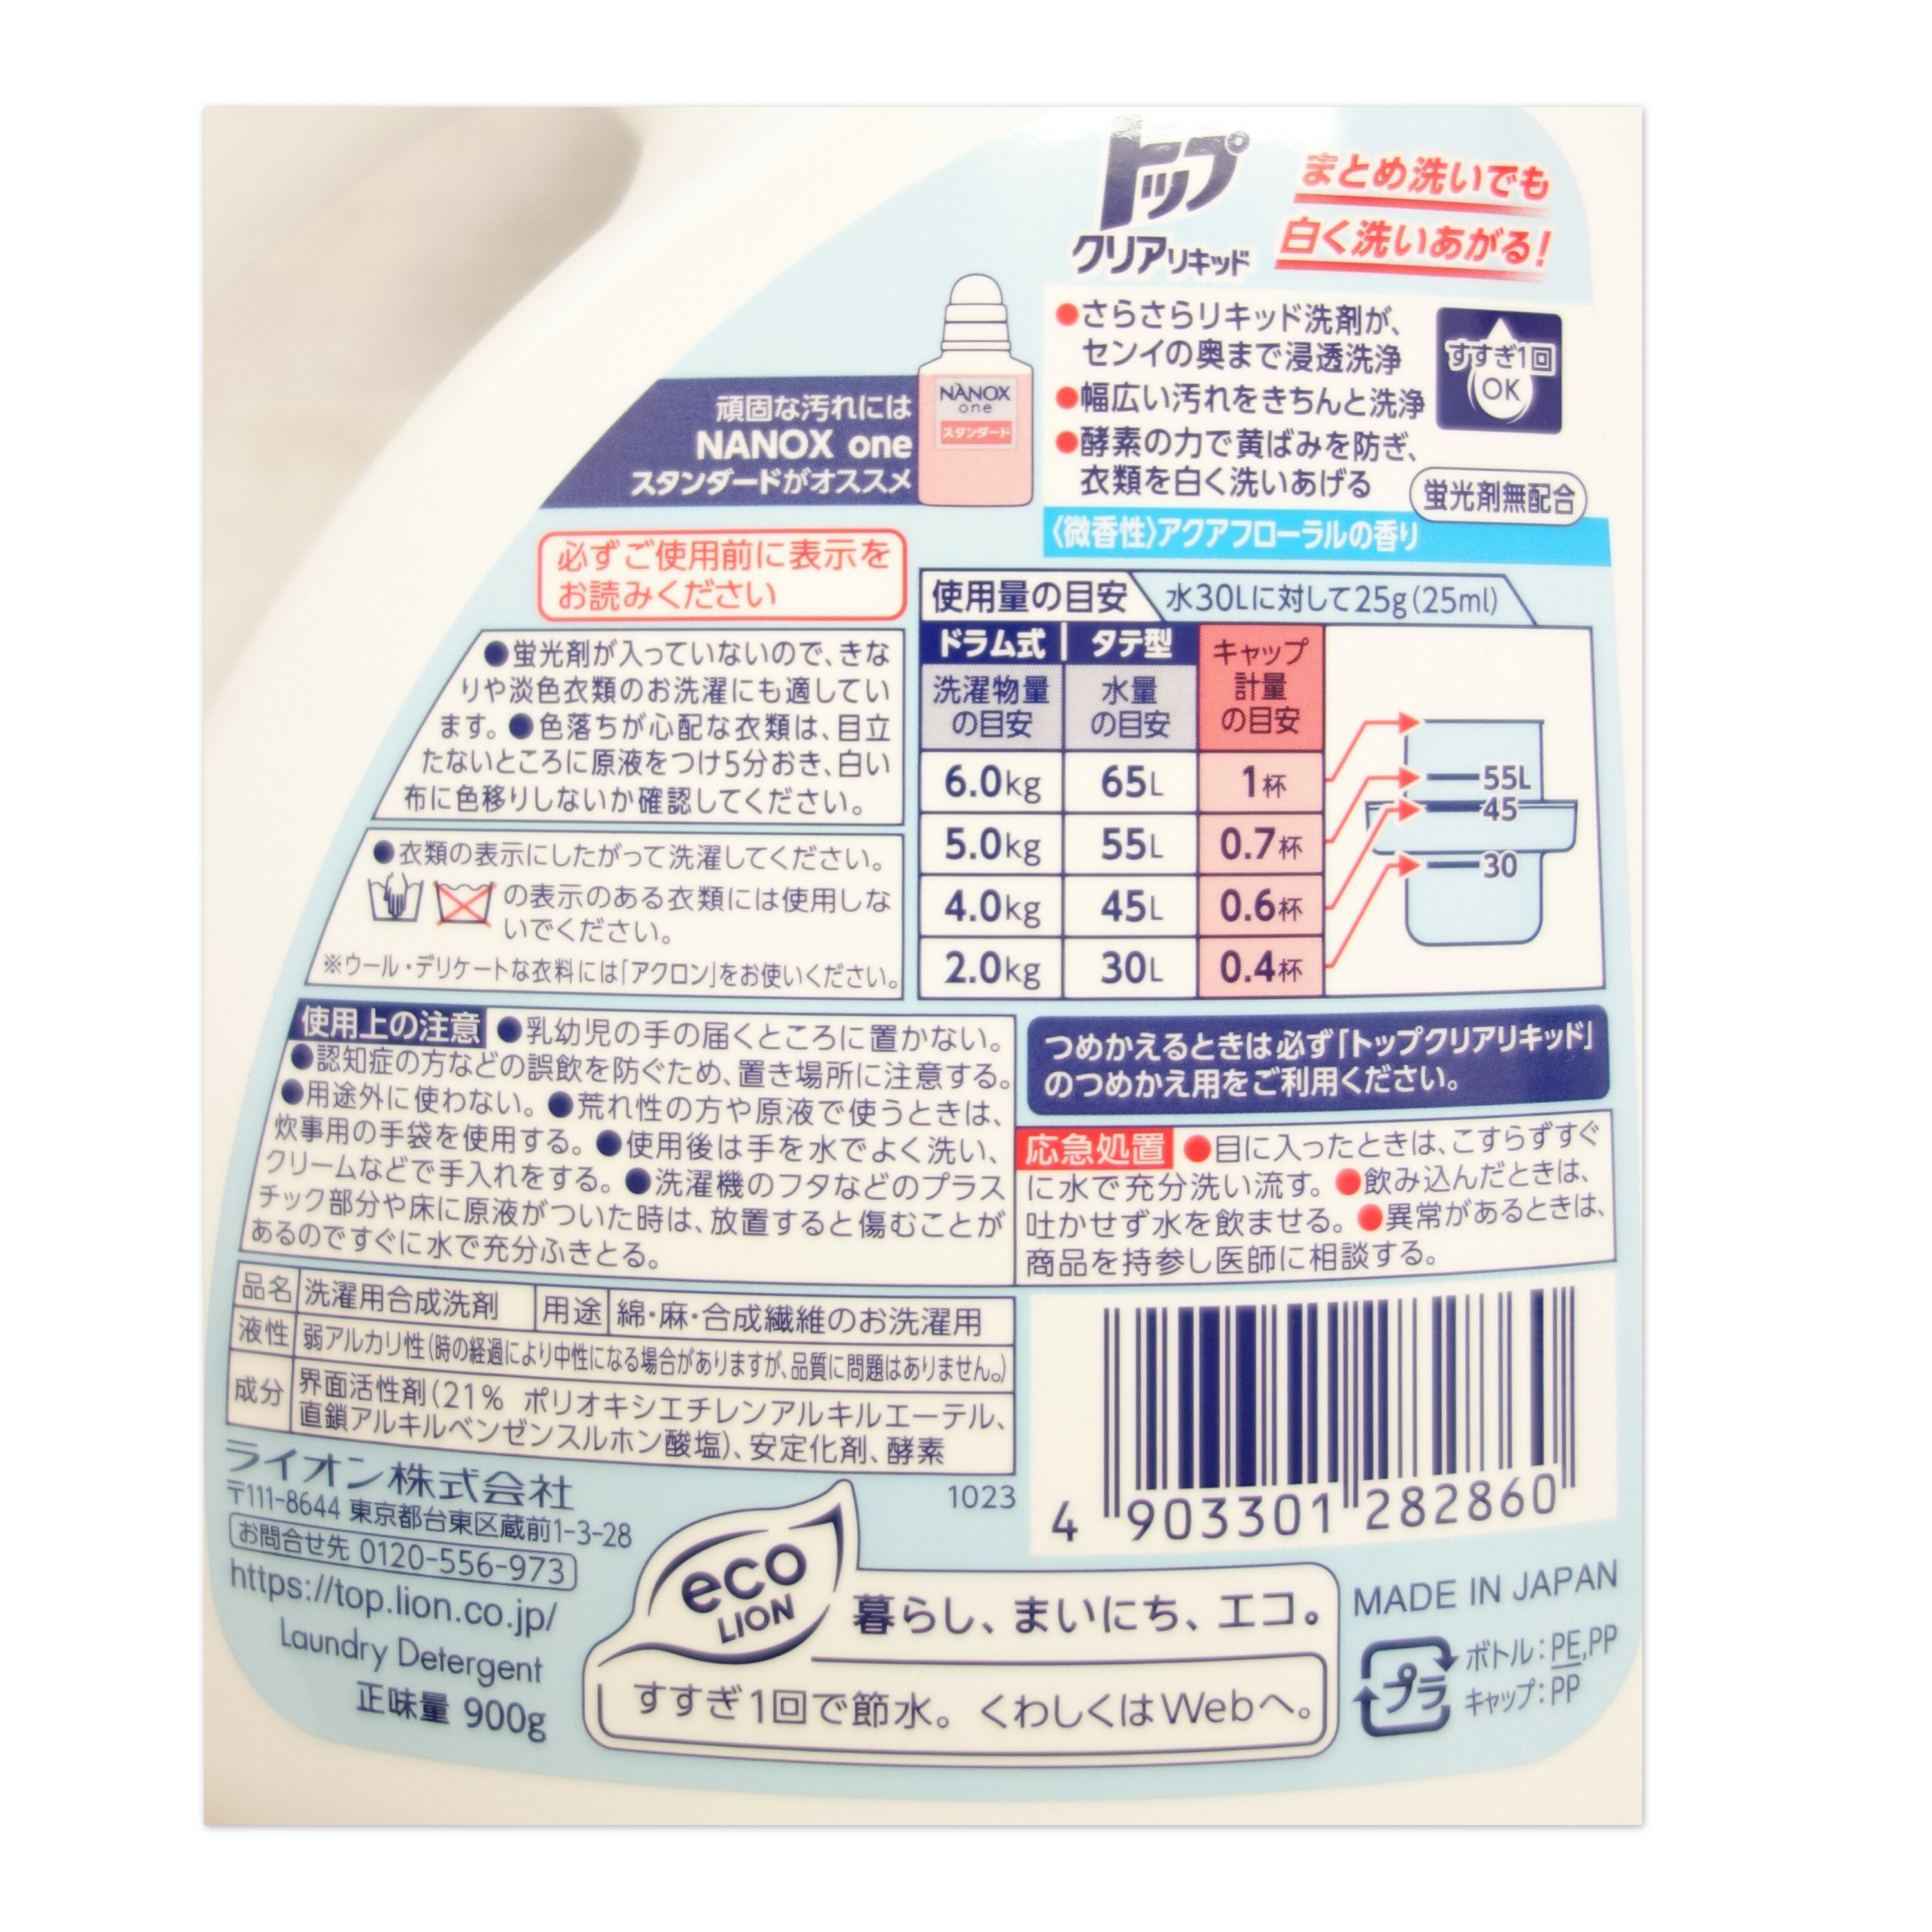 トップ
クリアリキッド
まとめ洗いでも
白く洗いあがる!
●さらさらリキッド洗剤が、
センイの奥まで浸透洗浄
●幅広い汚れをきちんと洗浄
●酵素の力で黄ばみを防ぎ、
衣類を白く洗いあげる
すすぎ1回
OK
蛍光剤無配合
〈微香性〉アクアフローラルの香り
頑固な汚れには
NANOX one
スタンダードがオススメ
NANOX
one
スタンダード
必ずご使用前に表示を
お読みください
●蛍光剤が入っていないので、きな
りや淡色衣類のお洗濯にも適してい
ます。●色落ちが心配な衣類は、目立
たないところに原液をつけ5分おき、白い
布に色移りしないか確認してください。
●衣類の表示にしたがって洗濯してください。
の表示のある衣類には使用しな
いでください。
※ウール・デリケートな衣料には「アクロン」をお使いください。
使用量の目安 水30Lに対して25g(25ml)
ドラム式 タテ型 キャップ
計量
の目安
洗濯物量
の目安
水量
の目安
6.0kg 65L 1杯
5.0kg 55L 0.7杯
4.0kg 45L 0.6杯
2.0kg 30L 0.4杯
55L
45
30
使用上の注意 ●乳幼児の手の届くところに置かない。
●認知症の方などの誤飲を防ぐため、置き場所に注意する。
●用途外に使わない。●荒れ性の方や原液で使うときは、
炊事用の手袋を使用する。●使用後は手を水でよく洗い、
クリームなどで手入れをする。●洗濯機のフタなどのプラス
チック部分や床に原液がついた時は、放置すると傷むことが
あるのですぐに水で充分ふきとる。
つめかえるときは必ず「トップクリアリキッド」
のつめかえ用をご利用ください。
応急処置 ●目に入ったときは、こすらずすぐ
に水で充分洗い流す。●飲み込んだときは、
吐かせず水を飲ませる。●異常があるときは、
商品を持参し医師に相談する。
品名 洗濯用合成洗剤 用途 綿・麻・合成繊維のお洗濯用
液性 弱アルカリ性(時の経過により中性になる場合がありますが、品質に問題はありません。)
成分 界面活性剤(21% ポリオキシエチレンアルキルエーテル、
直鎖アルキルベンゼンスルホン酸塩)、安定化剤、酵素
ライオン株式会社
〒111-8644 東京都台東区蔵前1-3-28
お問合せ先 0120-556-973
https://top.lion.co.jp/
Laundry Detergent
正味量 900g
1023
4 903301 282860
eco
LION
暮らし、まいにち、エコ。
すすぎ1回で節水。くわしくはWebへ。
MADE IN JAPAN
プラ
ボトル:PE,PP
キャップ:PP